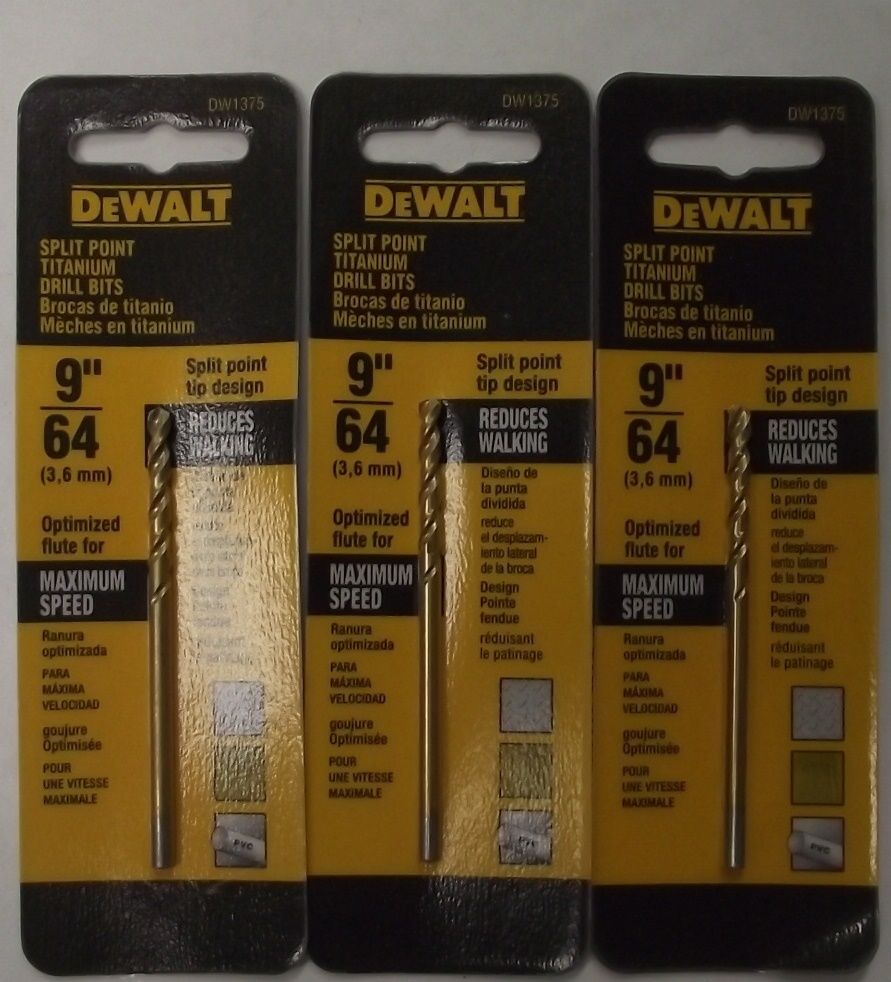 DW1375
DEWALT
SPLIT POINT
TITANIUM
DRILL BITS
Brocas de titanio
Mèches en titanium
9"
64
(3,6 mm)
Split point
tip design
REDUCES
WALKING
Optimized
flute for
MAXIMUM
SPEED
Ranura
optimizada
PARA
MÁXIMA
VELOCIDAD
goujure
Optimisée
POUR
UNE VITESSE
MAXIMALE
PVC
DW1375
DEWALT
SPLIT POINT
TITANIUM
DRILL BITS
Brocas de titanio
Mèches en titanium
9"
64
(3,6 mm)
Split point
tip design
REDUCES
WALKING
Diseño de
la punta
dividida
reduce
el desplazam-
iento lateral
de la broca
Design
Pointe
fendue
réduisant
le patinage
Optimized
flute for
MAXIMUM
SPEED
Ranura
optimizada
PARA
MÁXIMA
VELOCIDAD
goujure
Optimisée
POUR
UNE VITESSE
MAXIMALE
DW1375
DEWALT
SPLIT POINT
TITANIUM
DRILL BITS
Brocas de titanio
Mèches en titanium
9"
64
(3,6 mm)
Split point
tip design
REDUCES
WALKING
Diseño de
la punta
dividida
reduce
el desplazam-
iento lateral
de la broca
Design
Pointe
fendue
réduisant
le patinage
Optimized
flute for
MAXIMUM
SPEED
Ranura
optimizada
PARA
MÁXIMA
VELOCIDAD
goujure
Optimisée
POUR
UNE VITESSE
MAXIMALE
PVC